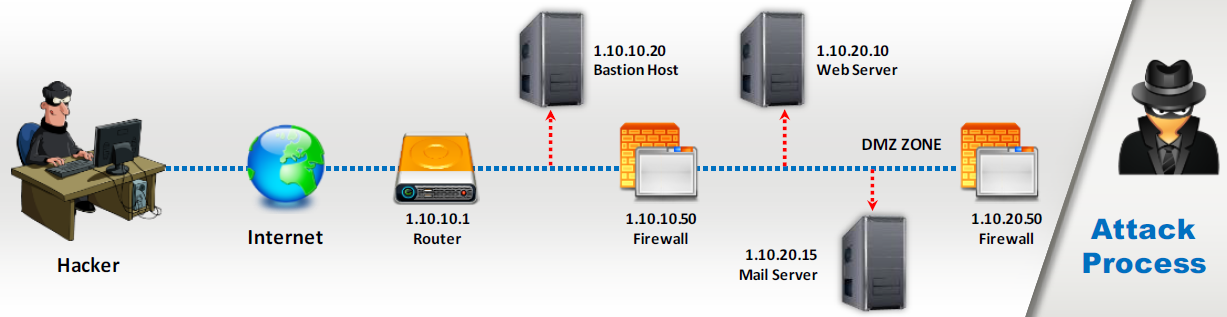 1.10.10.20
Bastion Host
1.10.20.10
Web Server
DMZ ZONE
1.10.10.1
Router
1.10.10.50
Firewall
1.10.20.50
Firewall
Internet
Hacker
1.10.20.15
Mail Server
Attack
Process